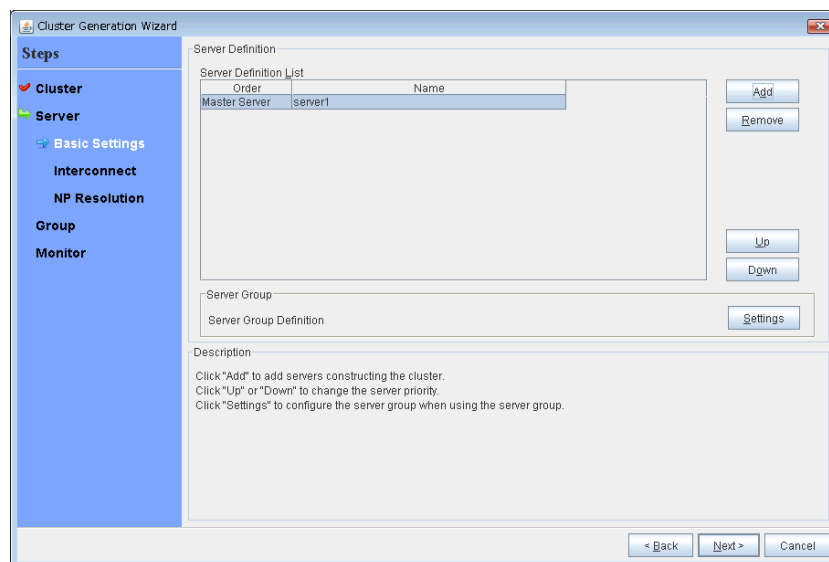 Cluster Generation Wizard
Steps
Cluster
Server
Basic Settings
Interconnect
NP Resolution
Group
Monitor
Server Definition
Server Definition List
Order Name
Master Server server1
Add
Remove
Up
Down
Server Group
Server Group Definition
Settings
Description
Click "Add" to add servers constructing the cluster.
Click "Up" or "Down" to change the server priority.
Click "Settings" to configure the server group when using the server group.
< Back Next > Cancel